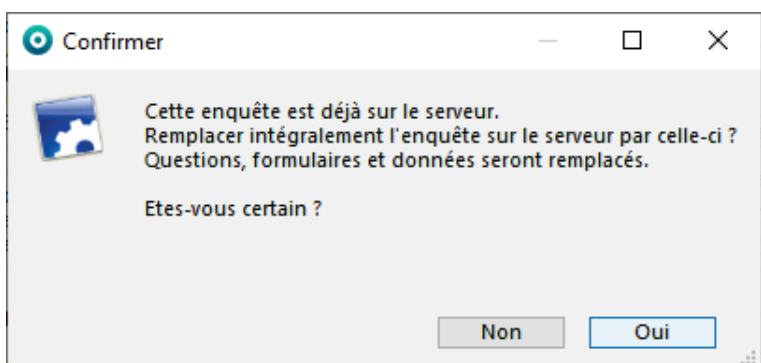 Confirmer
Cette enquête est déjà sur le serveur.
Remplacer intégralement l'enquête sur le serveur par celle-ci ?
Questions, formulaires et données seront remplacés.
Etes-vous certain ?
Non
Oui